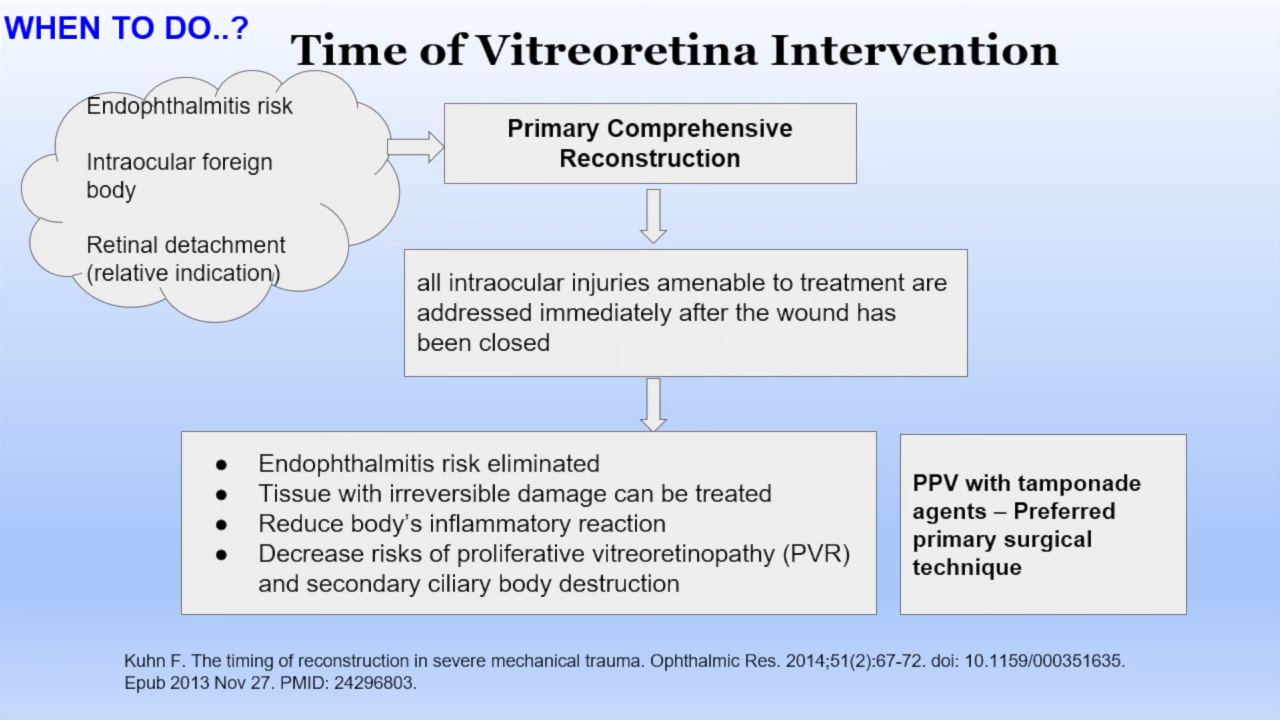 WHEN TO DO..?
Time of Vitreoretina Intervention
Endophthalmitis risk
Intraocular foreign
body
Retinal detachment
(relative indication)
Primary Comprehensive
Reconstruction
all intraocular injuries amenable to treatment are
addressed immediately after the wound has
been closed
● Endophthalmitis risk eliminated
● Tissue with irreversible damage can be treated
● Reduce body’s inflammatory reaction
● Decrease risks of proliferative vitreoretinopathy (PVR)
and secondary ciliary body destruction
PPV with tamponade
agents – Preferred
primary surgical
technique
Kuhn F. The timing of reconstruction in severe mechanical trauma. Ophthalmic Res. 2014;51(2):67-72. doi: 10.1159/000351635.
Epub 2013 Nov 27. PMID: 24296803.